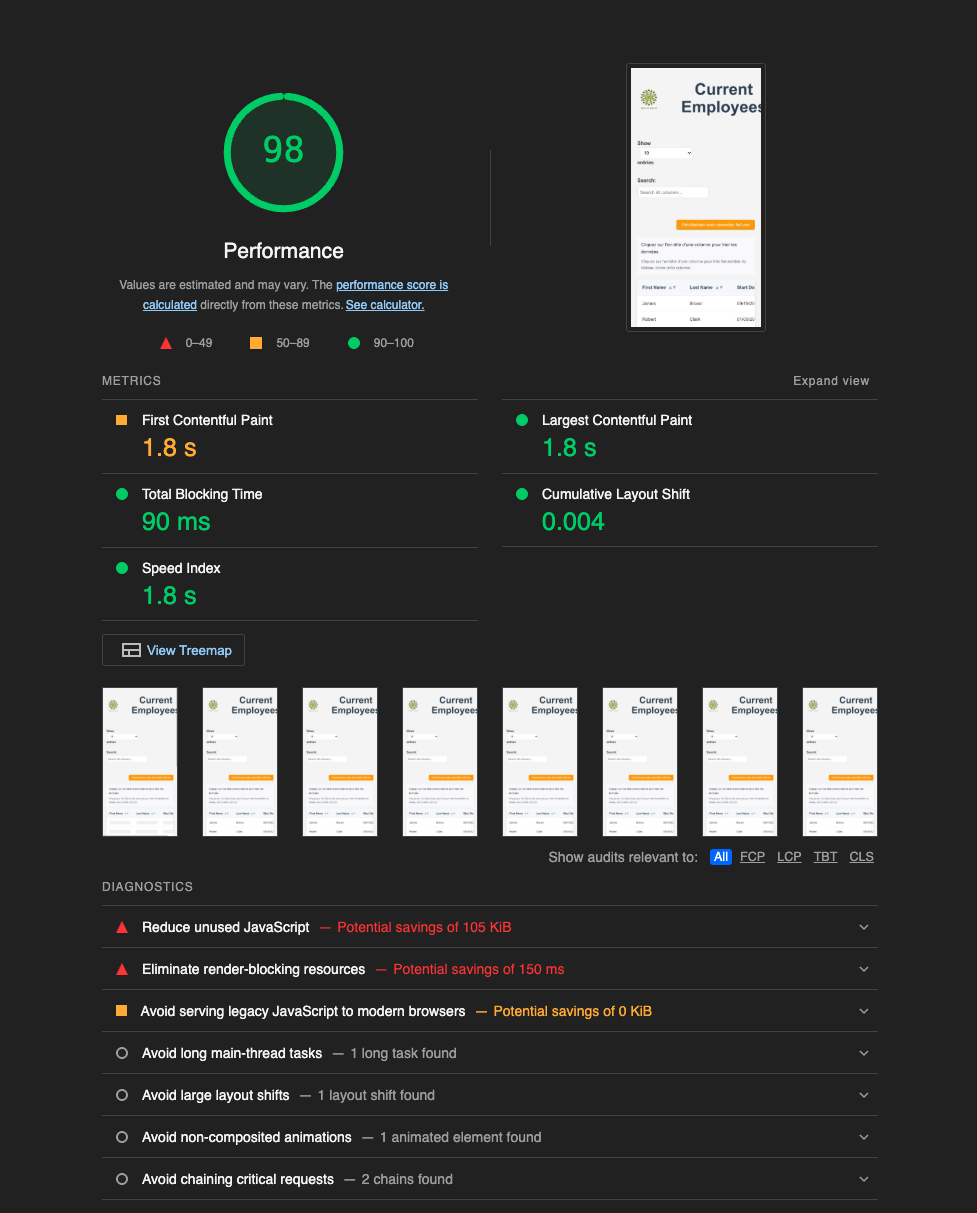 98
Performance
Values are estimated and may vary. The performance score is
calculated directly from these metrics. See calculator.
0–49
50–89
90–100
Current
Employees
Show
10
entries
Search:
Search all columns...
Cliquez sur l'en-tête d'une colonne pour trier les
données.
First Name
Last Name
James
Brown
Robert
Clark
METRICS
Expand view
First Contentful Paint
1.8 s
Largest Contentful Paint
1.8 s
Total Blocking Time
90 ms
Cumulative Layout Shift
0.004
Speed Index
1.8 s
View Treemap
Current
Employees
Current
Employees
Current
Employees
Current
Employees
Current
Employees
Current
Employees
Current
Employees
Current
Employees
Show audits relevant to: All FCP LCP TBT CLS
DIAGNOSTICS
Reduce unused JavaScript — Potential savings of 105 KiB
Eliminate render-blocking resources — Potential savings of 150 ms
Avoid serving legacy JavaScript to modern browsers — Potential savings of 0 KiB
Avoid long main-thread tasks — 1 long task found
Avoid large layout shifts — 1 layout shift found
Avoid non-composited animations — 1 animated element found
Avoid chaining critical requests — 2 chains found